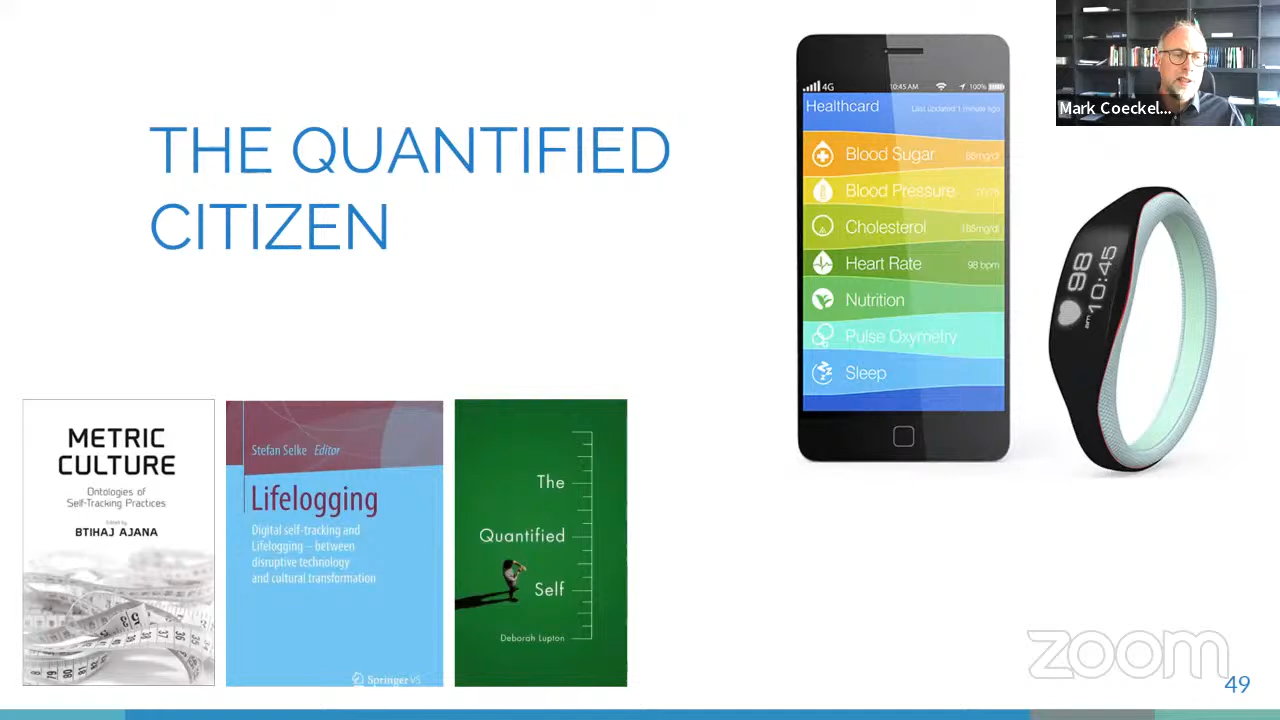 THE QUANTIFIED
CITIZEN
4G
10:45 AM
100%
Healthcard
Last updated 1 minute ago
Blood Sugar
Blood Pressure
Cholesterol
165mg/dl
Heart Rate
98 bpm
Nutrition
Pulse Oxymetry
Sleep
98
am 10:45
Mark Coeckel...
METRIC
CULTURE
Ontologies of
Self-Tracking Practices
Edited by
BTIHAJ AJANA
Stefan Selke Editor
Lifelogging
Digital self-tracking and
Lifelogging – between
disruptive technology
and cultural transformation
Springer VS
The
Quantified
Self
Deborah Lupton
zoom
49